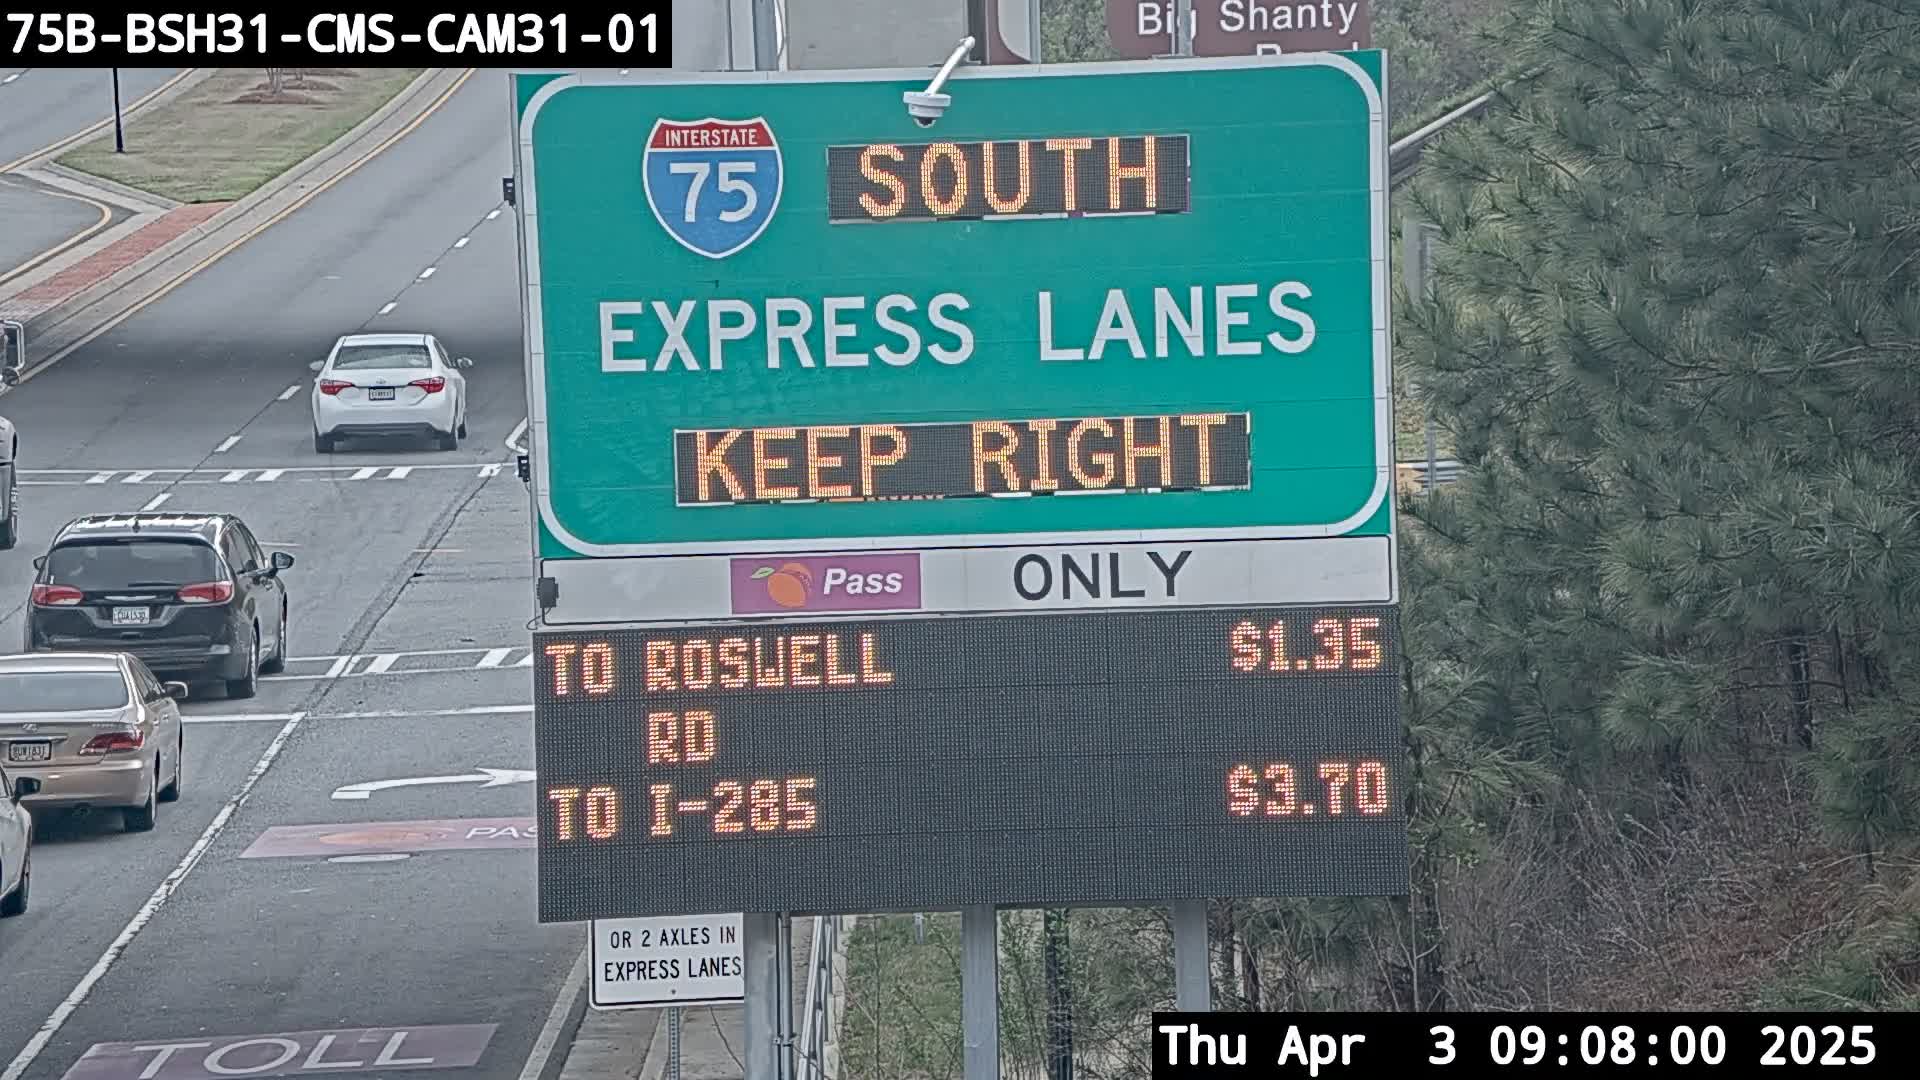 75B-BSH31-CMS-CAM31-01
Big Shanty
Road
INTERSTATE
75
SOUTH
EXPRESS LANES
KEEP RIGHT
Pass ONLY
TO ROSWELL $1.35
RD
TO I-285 $3.70
PAS
OR 2 AXLES IN
EXPRESS LANES
TOLL
Thu Apr 3 09:08:00 2025